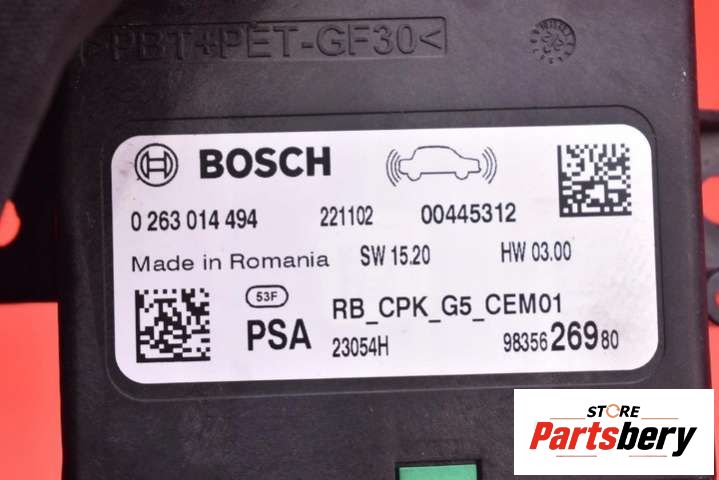 >PBT+PET-GF30<
BOSCH
0 263 014 494 221102 00445312
Made in Romania SW 15.20 HW 03.00
53F
PSA RB_CPK_G5_CEM01
23054H 98356 269 80
STORE
Partsbery